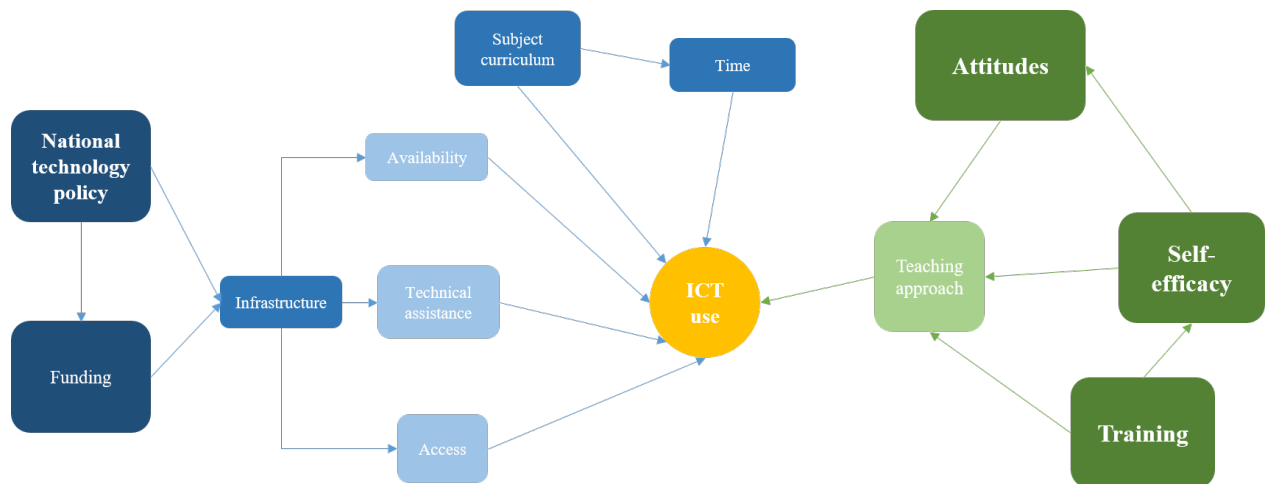 Subject
curriculum
Time
Attitudes
National
technology
policy
Availability
Self-
efficacy
Teaching
approach
Infrastructure
Technical
assistance
ICT
use
Funding
Access
Training